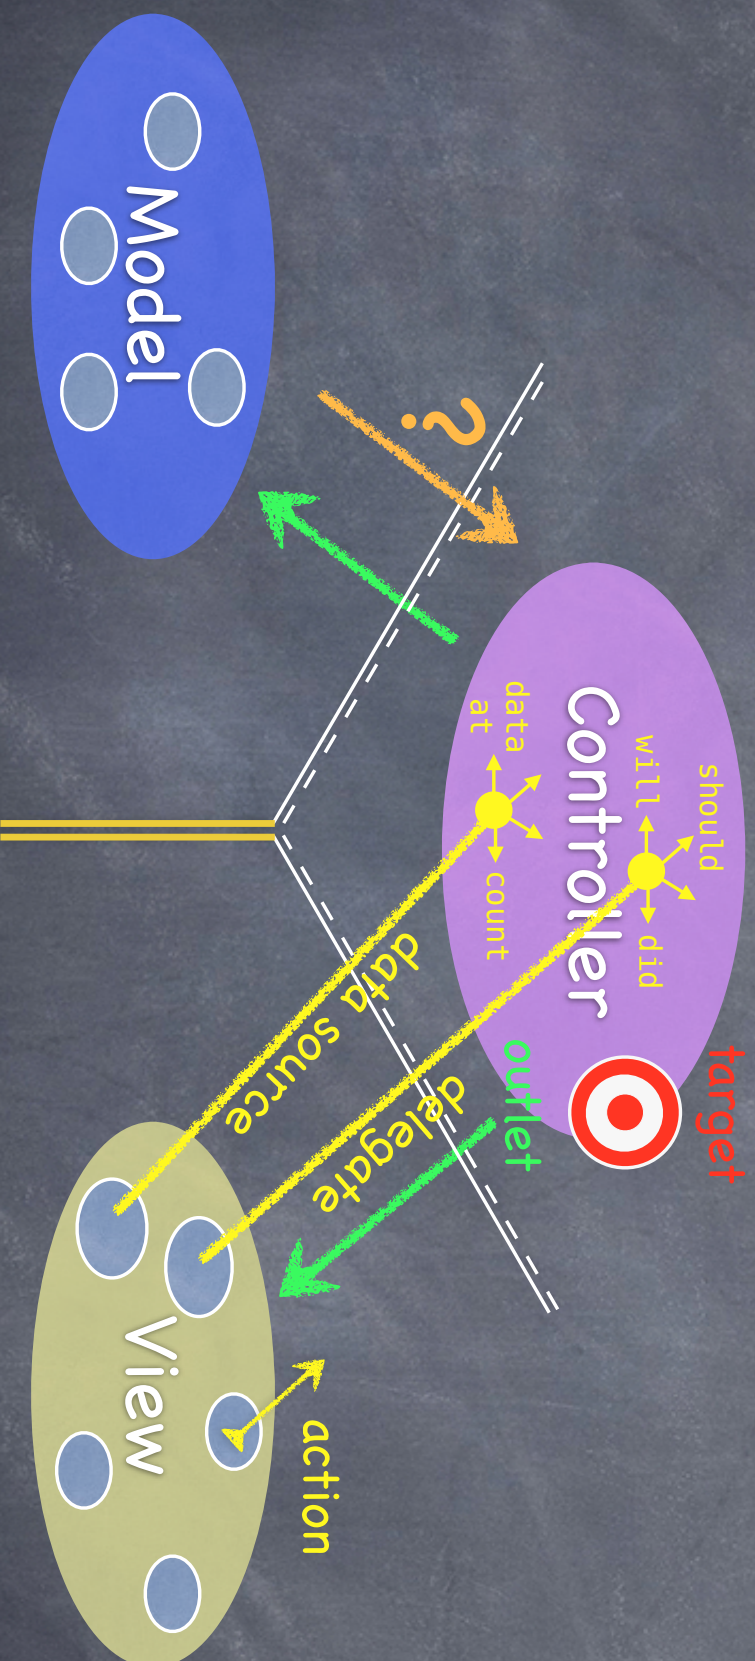 should
will
did
Controller
data
at
count
target
outlet
data source
delegate
?
Model
View
action